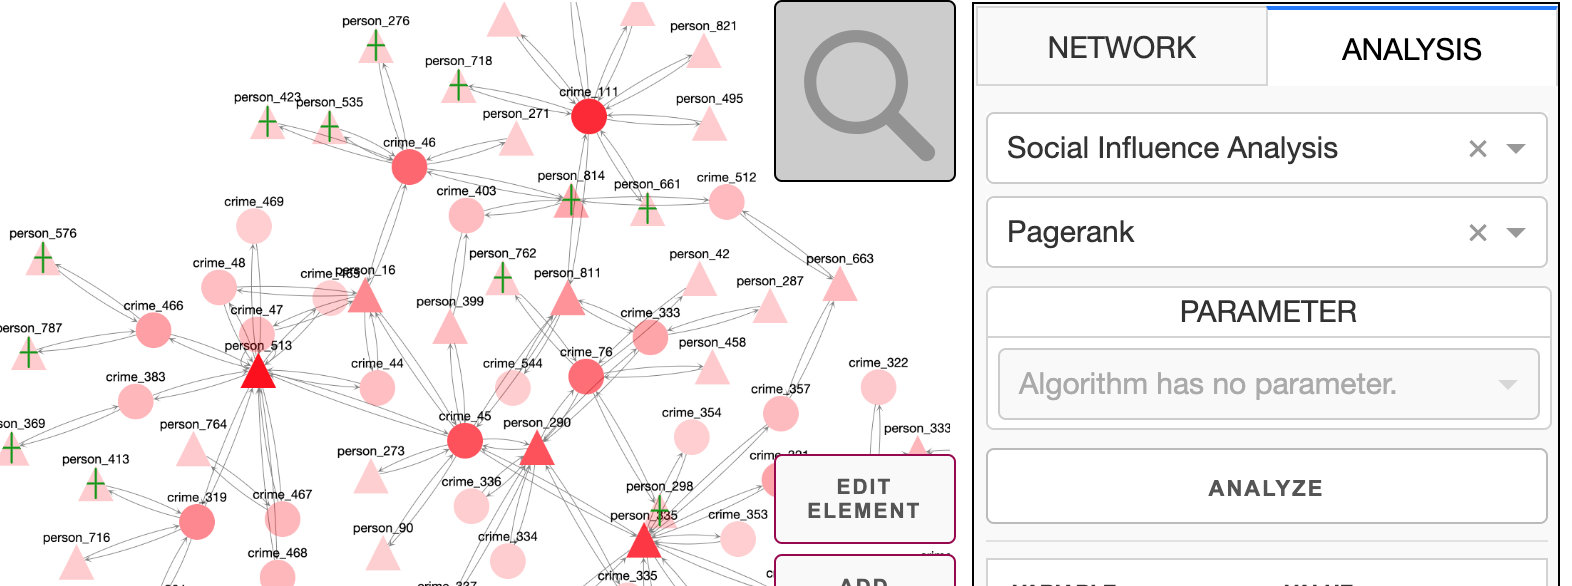 person_276
person_821
person_718
crime_111
person_423
person_535
person_495
person_271
crime_46
person_814
person_661
crime_512
crime_403
crime_469
person_576
person_762
person_42
person_663
crime_48
person_16
person_811
person_287
crime_466
crime_47
person_399
crime_333
person_787
person_513
crime_76
person_458
crime_383
crime_44
crime_544
crime_322
crime_357
person_764
crime_45
person_290
crime_354
person_333
person_413
person_273
crime_319
crime_467
crime_336
person_298
person_335
crime_353
person_716
person_90
crime_334
crime_468
crime_335
EDIT
ELEMENT
ADD
NETWORK
ANALYSIS
Social Influence Analysis
Pagerank
PARAMETER
Algorithm has no parameter.
ANALYZE
VARIABLE
VALUE